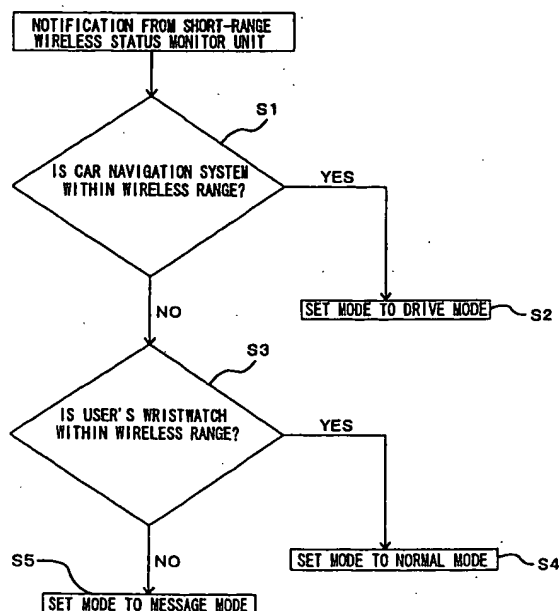 NOTIFICATION FROM SHORT-RANGE
WIRELESS STATUS MONITOR UNIT
S1
IS CAR NAVIGATION SYSTEM
WITHIN WIRELESS RANGE?
YES
SET MODE TO DRIVE MODE
S2
NO
S3
IS USER'S WRISTWATCH
WITHIN WIRELESS RANGE?
YES
SET MODE TO NORMAL MODE
S4
NO
S5
SET MODE TO MESSAGE MODE